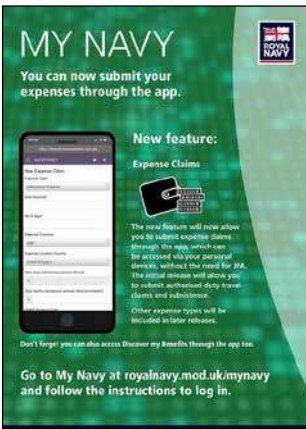 MY NAVY
ROYAL
NAVY
You can now submit your
expenses through the app.
New feature:
Expense Claims
The new feature will now allow
you to submit expense claims
through the app, which can
be accessed via your personal
devices, without the need for JPA.
The initial release will allow you
to submit authorised duty travel
claims and subsistence.
Other expense types will be
included in later releases.
New Expense Claim
Don't forget you can also access Discover my Benefits through the app too.
Go to My Navy at royalnavy.mod.uk/mynavy
and follow the instructions to log in.